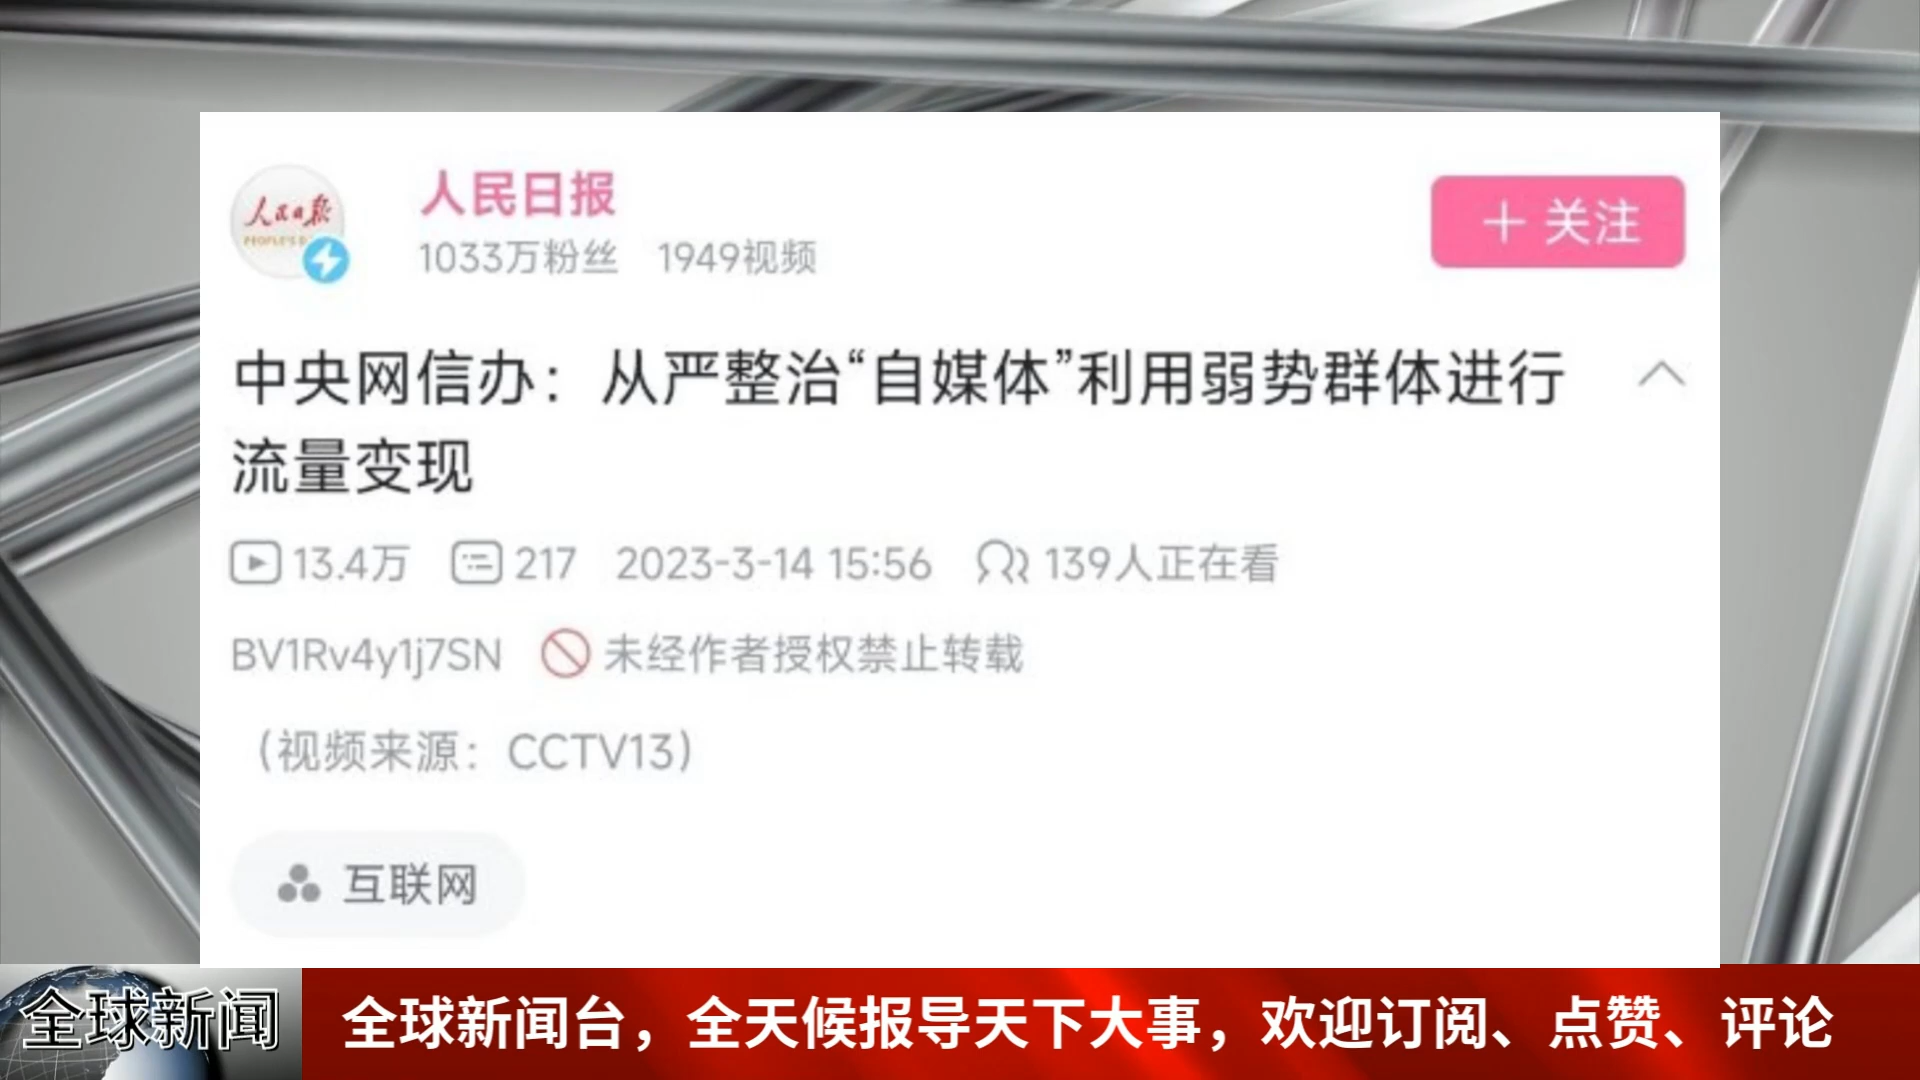 人民日报
PEOPLE'S D
人民日报
1033万粉丝 1949视频
+ 关注
中央网信办：从严整治“自媒体”利用弱势群体进行
流量变现
13.4万 217 2023-3-14 15:56 139人正在看
BV1Rv4y1j7SN 未经作者授权禁止转载
（视频来源：CCTV13）
互联网
全球新闻
全球新闻台，全天候报导天下大事，欢迎订阅、点赞、评论